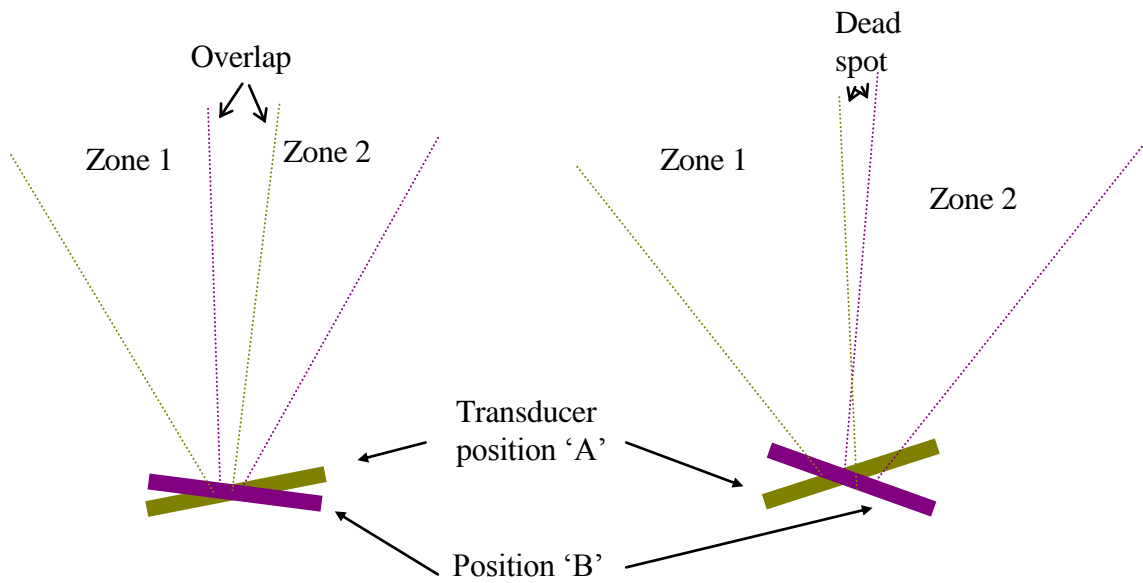 Overlap
Zone 1
Zone 2
Dead
spot
Zone 1
Zone 2
Transducer
position ‘A’
Position ‘B’